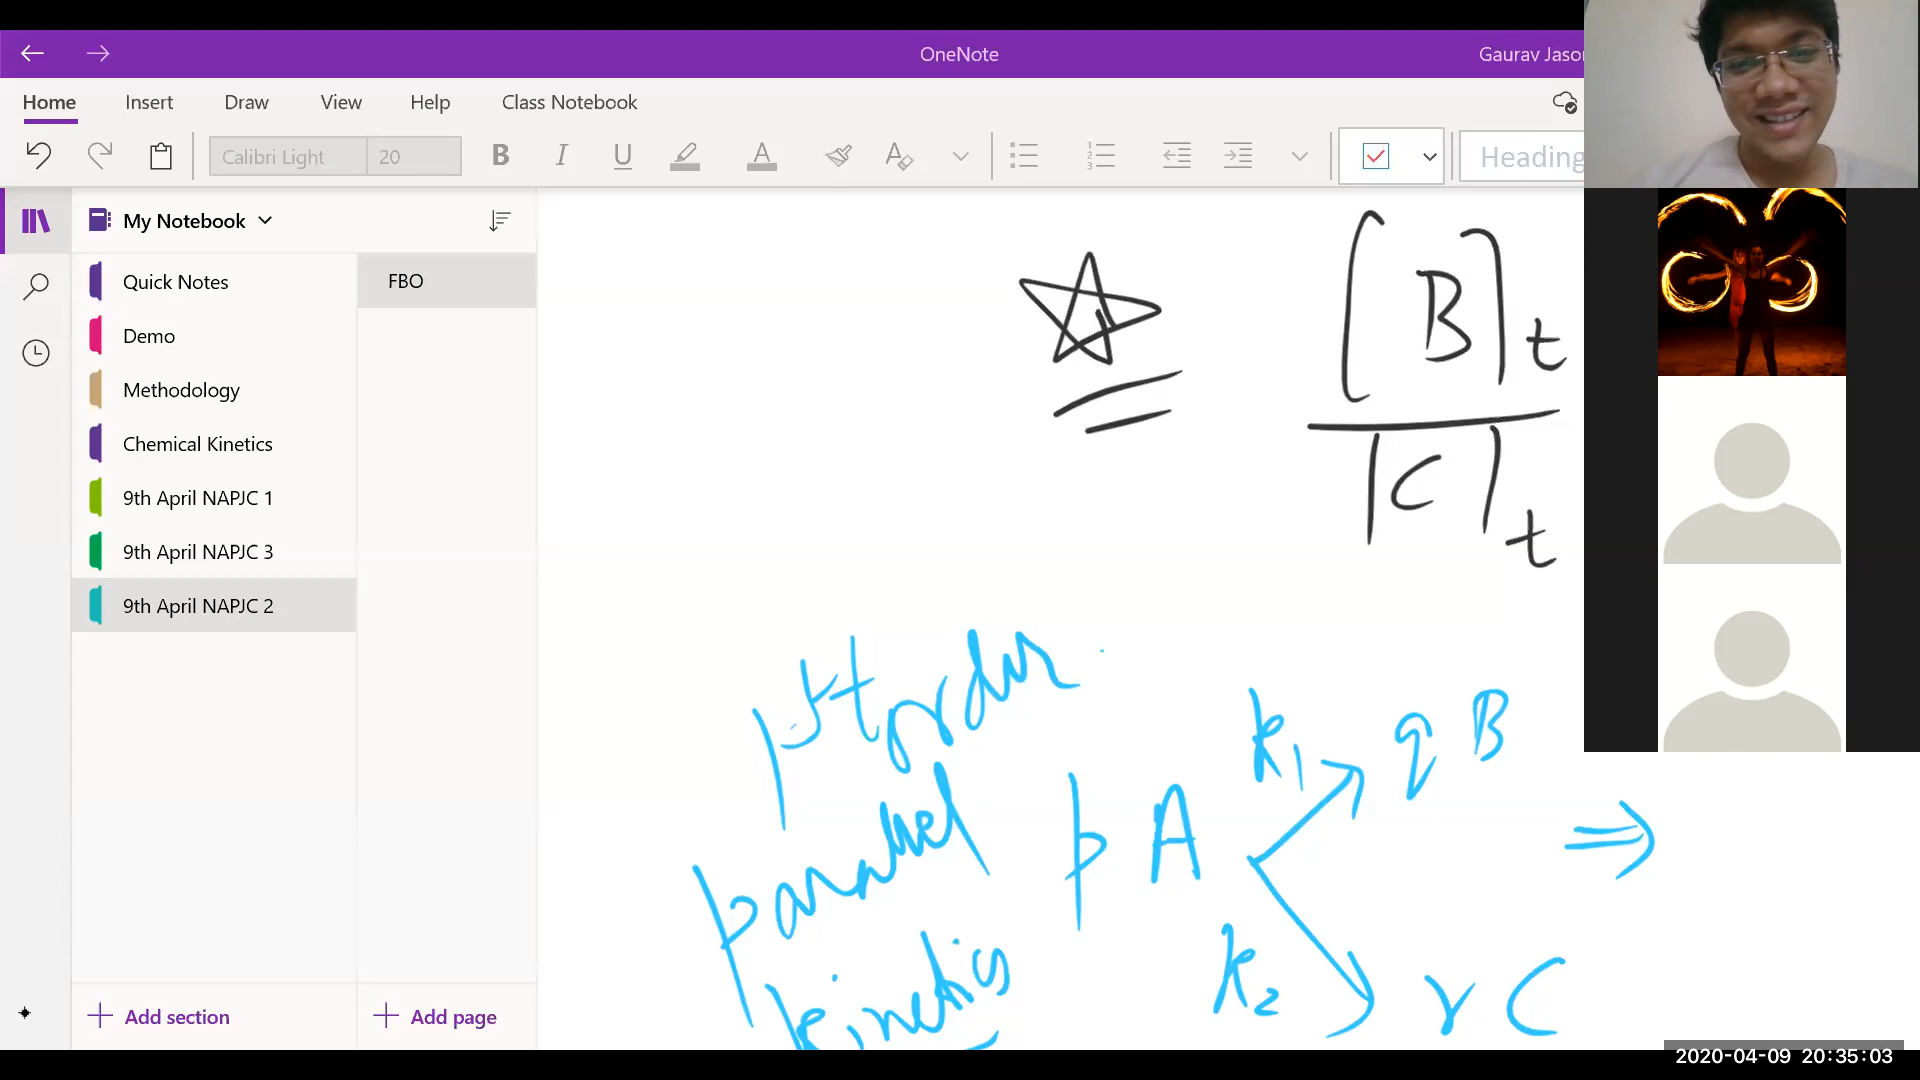 OneNote
Gaurav Jaso
Home Insert Draw View Help Class Notebook
Calibri Light 20 B I U A Heading
My Notebook
Quick Notes
Demo
Methodology
Chemical Kinetics
9th April NAPJC 1
9th April NAPJC 3
9th April NAPJC 2
FBO
[B]t
[C]t
pth order
parallel
kinetics
p A
k1 q B
k2 r C
⇒
Add section
Add page
2020-04-09 20:35:03